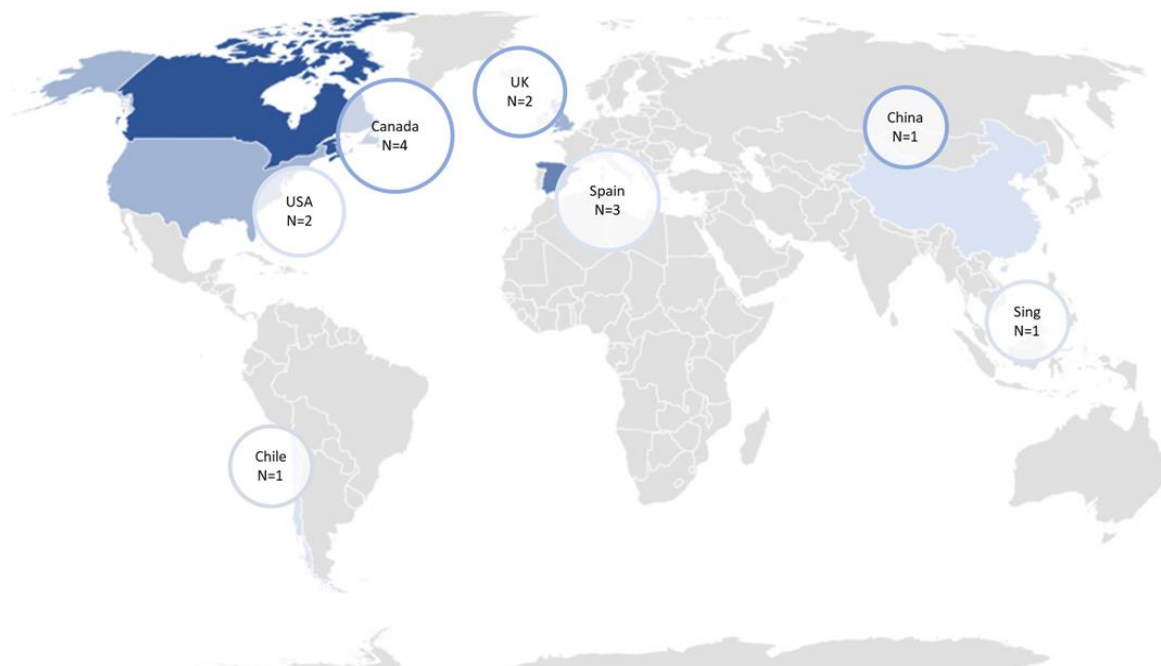 UK
N=2
Canada
N=4
China
N=1
USA
N=2
Spain
N=3
Sing
N=1
Chile
N=1